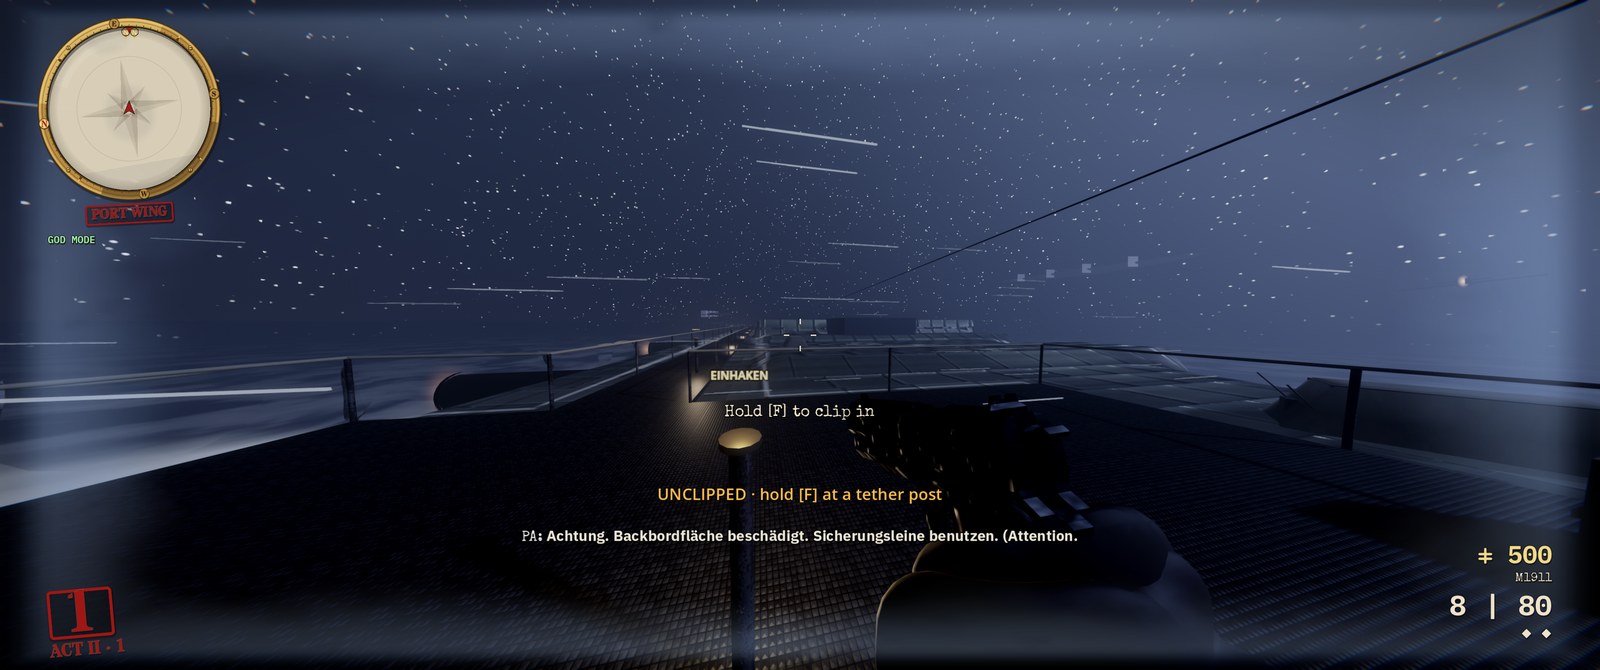 E
S
N
W
PORT WING
GOD MODE
EINHAKEN
Hold [F] to clip in
UNCLIPPED · hold [F] at a tether post
PA: Achtung. Backbordfläche beschädigt. Sicherungsleine benutzen. (Attention.
500
M1911
8 | 80
1
ACT II - 1